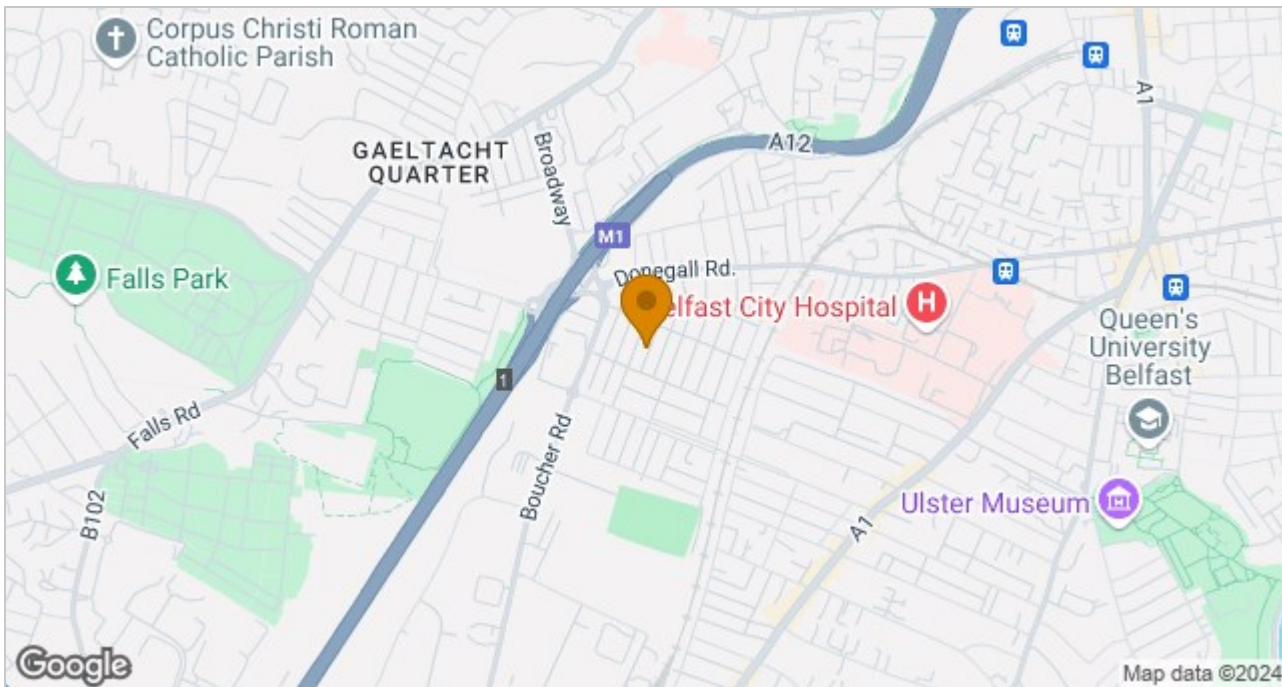 Corpus Christi Roman
Catholic Parish
A1
A12
GAELTACHT
QUARTER
Broadway
M1
Donegall Rd.
Falls Park
elfast City Hospital
H
Queen's
University
Belfast
1
Falls Rd
Boucher Rd
B102
Ulster Museum
A1
Google
Map data ©2024